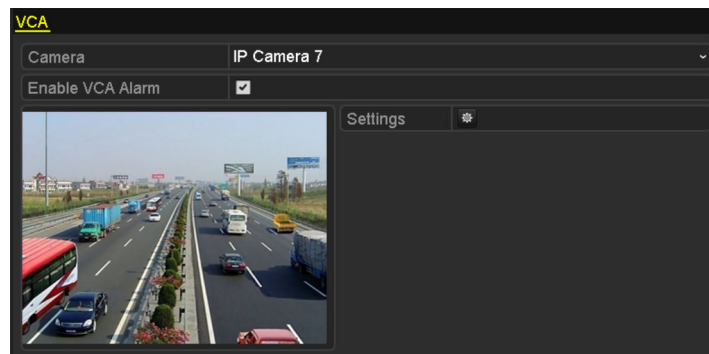 VCA
Camera IP Camera 7
Enable VCA Alarm
Settings